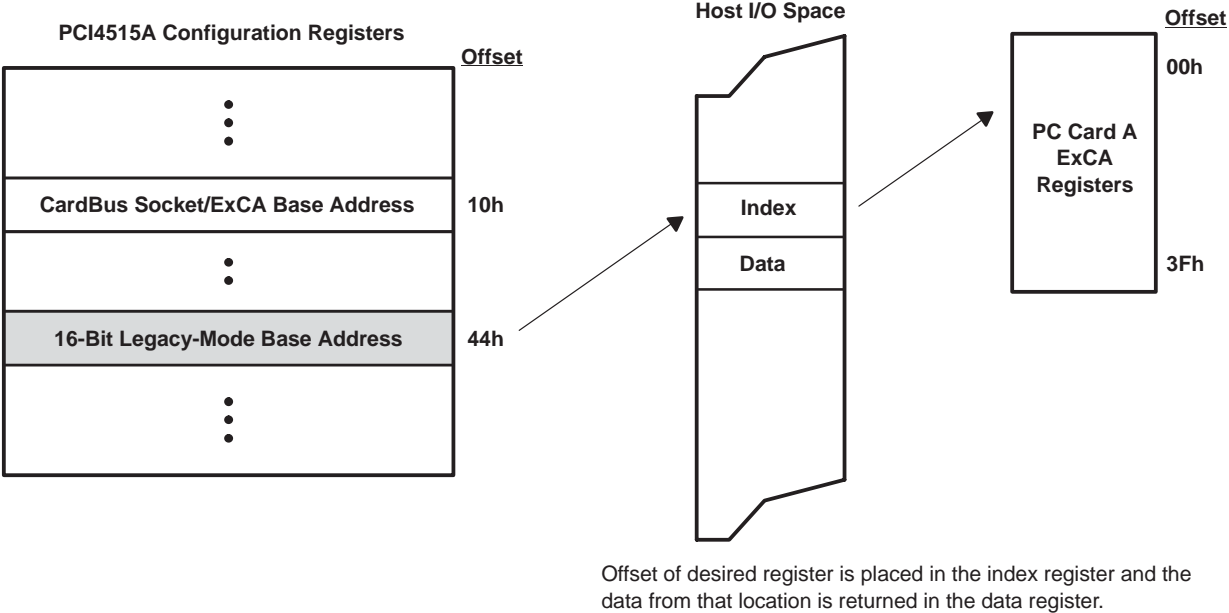 PCI4515A Configuration Registers
Offset
CardBus Socket/ExCA Base Address
10h
16-Bit Legacy-Mode Base Address
44h
Host I/O Space
Index
Data
Offset
00h
PC Card A
ExCA
Registers
3Fh
Offset of desired register is placed in the index register and the
data from that location is returned in the data register.